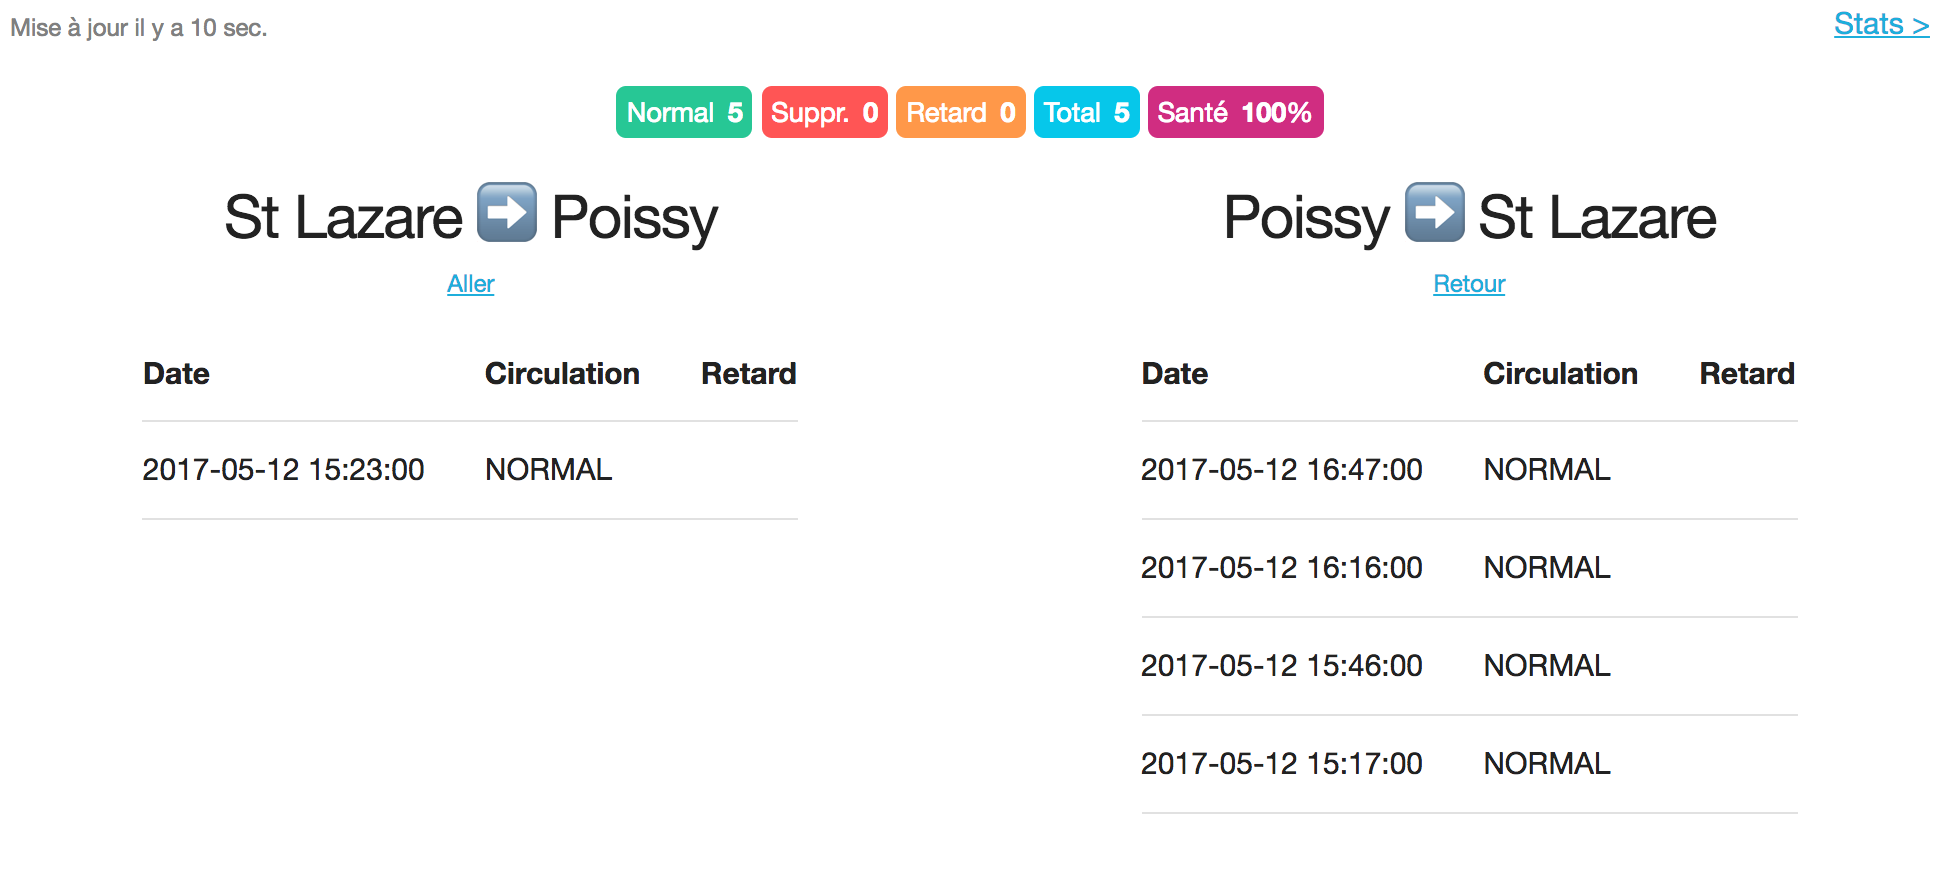 Mise à jour il y a 10 sec.
Stats >
Normal 5 Suppr. 0 Retard 0 Total 5 Santé 100%
St Lazare ➡️ Poissy
Aller
Date Circulation Retard
2017-05-12 15:23:00 NORMAL
Poissy ➡️ St Lazare
Retour
Date Circulation Retard
2017-05-12 16:47:00 NORMAL
2017-05-12 16:16:00 NORMAL
2017-05-12 15:46:00 NORMAL
2017-05-12 15:17:00 NORMAL